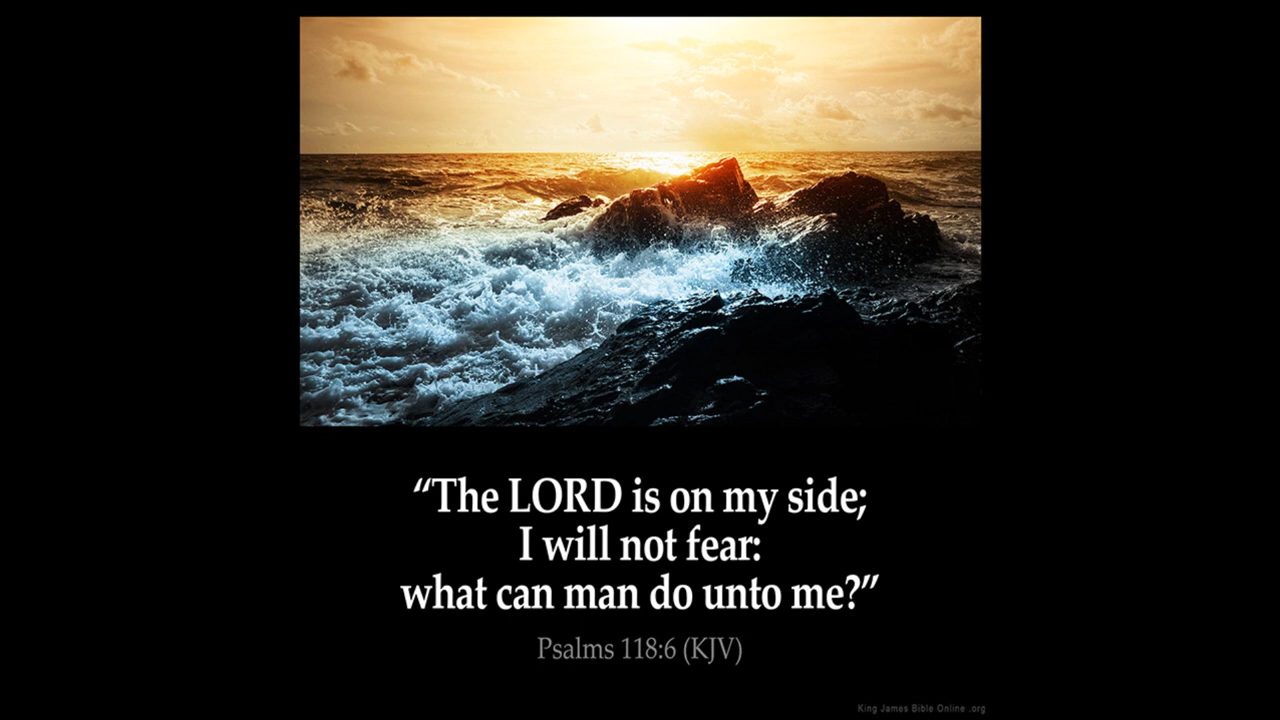 “The LORD is on my side;
I will not fear:
what can man do unto me?”
Psalms 118:6 (KJV)
King James Bible Online .org